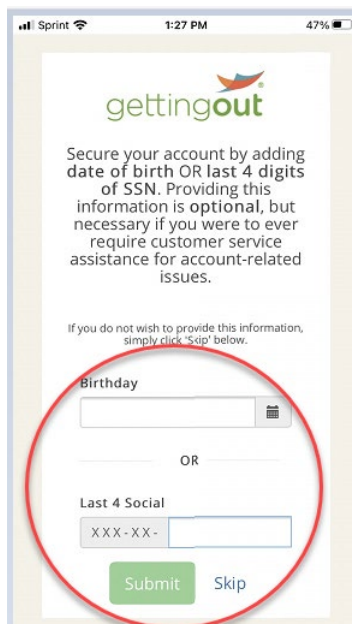 Sprint 1:27 PM 47%
gettingout®
Secure your account by adding
date of birth OR last 4 digits
of SSN. Providing this
information is optional, but
necessary if you were to ever
require customer service
assistance for account-related
issues.
If you do not wish to provide this information,
simply click 'Skip' below.
Birthday
OR
Last 4 Social
XXX-XX-
Submit Skip